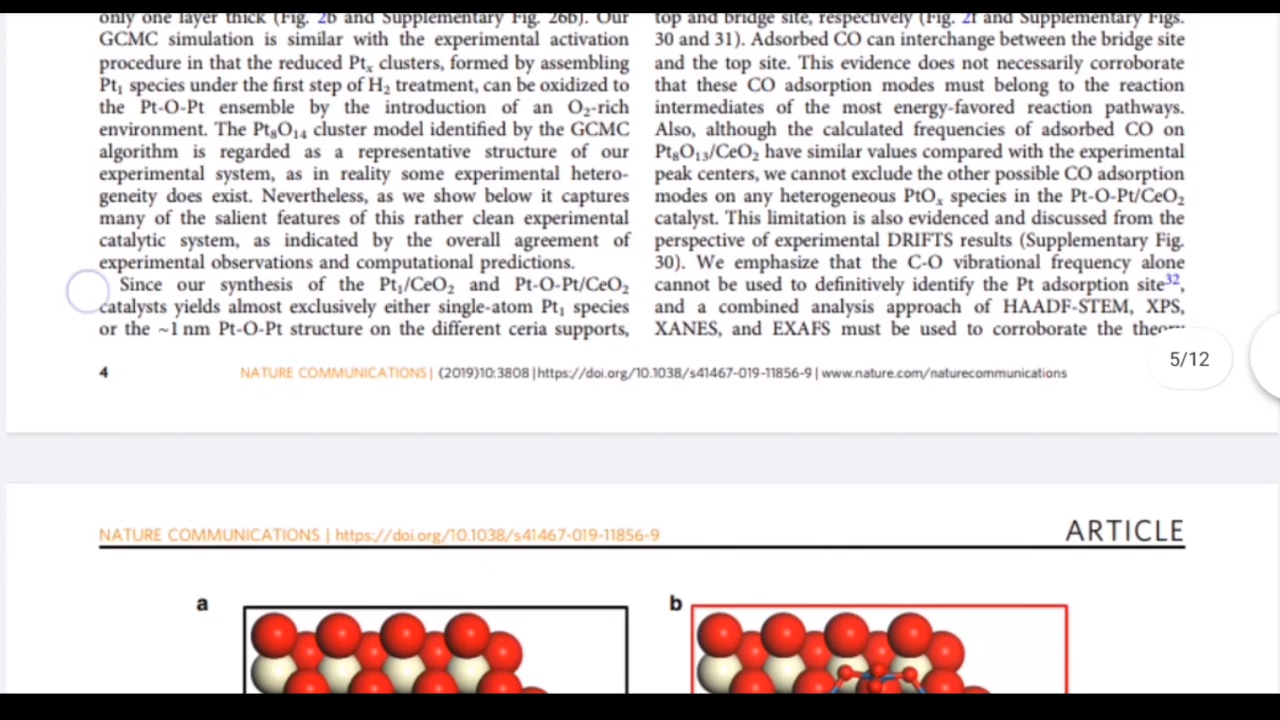 only one layer thick (Fig. 2b and Supplementary Fig. 26b). Our
GCMC simulation is similar with the experimental activation
procedure in that the reduced Ptₓ clusters, formed by assembling
Pt₁ species under the first step of H₂ treatment, can be oxidized to
the Pt-O-Pt ensemble by the introduction of an O₂-rich
environment. The Pt₈O₁₄ cluster model identified by the GCMC
algorithm is regarded as a representative structure of our
experimental system, as in reality some experimental hetero-
geneity does exist. Nevertheless, as we show below it captures
many of the salient features of this rather clean experimental
catalytic system, as indicated by the overall agreement of
experimental observations and computational predictions.
Since our synthesis of the Pt₁/CeO₂ and Pt-O-Pt/CeO₂
catalysts yields almost exclusively either single-atom Pt₁ species
or the ~1 nm Pt-O-Pt structure on the different ceria supports,
top and bridge site, respectively (Fig. 2f and Supplementary Figs.
30 and 31). Adsorbed CO can interchange between the bridge site
and the top site. This evidence does not necessarily corroborate
that these CO adsorption modes must belong to the reaction
intermediates of the most energy-favored reaction pathways.
Also, although the calculated frequencies of adsorbed CO on
Pt₈O₁₃/CeO₂ have similar values compared with the experimental
peak centers, we cannot exclude the other possible CO adsorption
modes on any heterogeneous PtOₓ species in the Pt-O-Pt/CeO₂
catalyst. This limitation is also evidenced and discussed from the
perspective of experimental DRIFTS results (Supplementary Fig.
30). We emphasize that the C-O vibrational frequency alone
cannot be used to definitively identify the Pt adsorption site³²,
and a combined analysis approach of HAADF-STEM, XPS,
XANES, and EXAFS must be used to corroborate the
5/12
4 NATURE COMMUNICATIONS | (2019)10:3808 | https://doi.org/10.1038/s41467-019-11856-9 | www.nature.com/naturecommunications
NATURE COMMUNICATIONS | https://doi.org/10.1038/s41467-019-11856-9 ARTICLE
a b